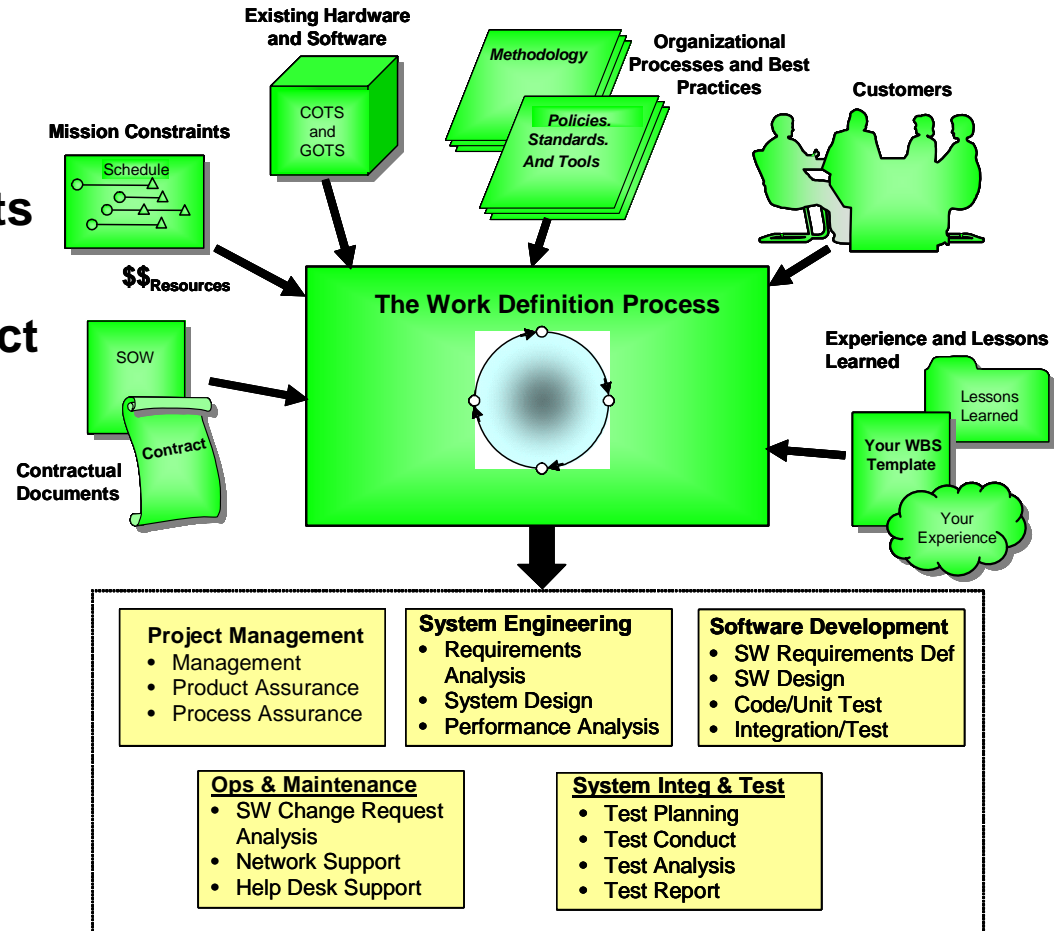 Existing Hardware
and Software
COTS
and
GOTS
Methodology
Policies.
Standards.
And Tools
Organizational
Processes and Best
Practices
Customers
Mission Constraints
Schedule
ts
$$Resources
The Work Definition Process
ct
SOW
Contract
Contractual
Documents
Experience and Lessons
Learned
Lessons
Learned
Your WBS
Template
Your
Experience
Project Management
• Management
• Product Assurance
• Process Assurance
System Engineering
• Requirements
Analysis
• System Design
• Performance Analysis
Software Development
• SW Requirements Def
• SW Design
• Code/Unit Test
• Integration/Test
Ops & Maintenance
• SW Change Request
Analysis
• Network Support
• Help Desk Support
System Integ & Test
• Test Planning
• Test Conduct
• Test Analysis
• Test Report